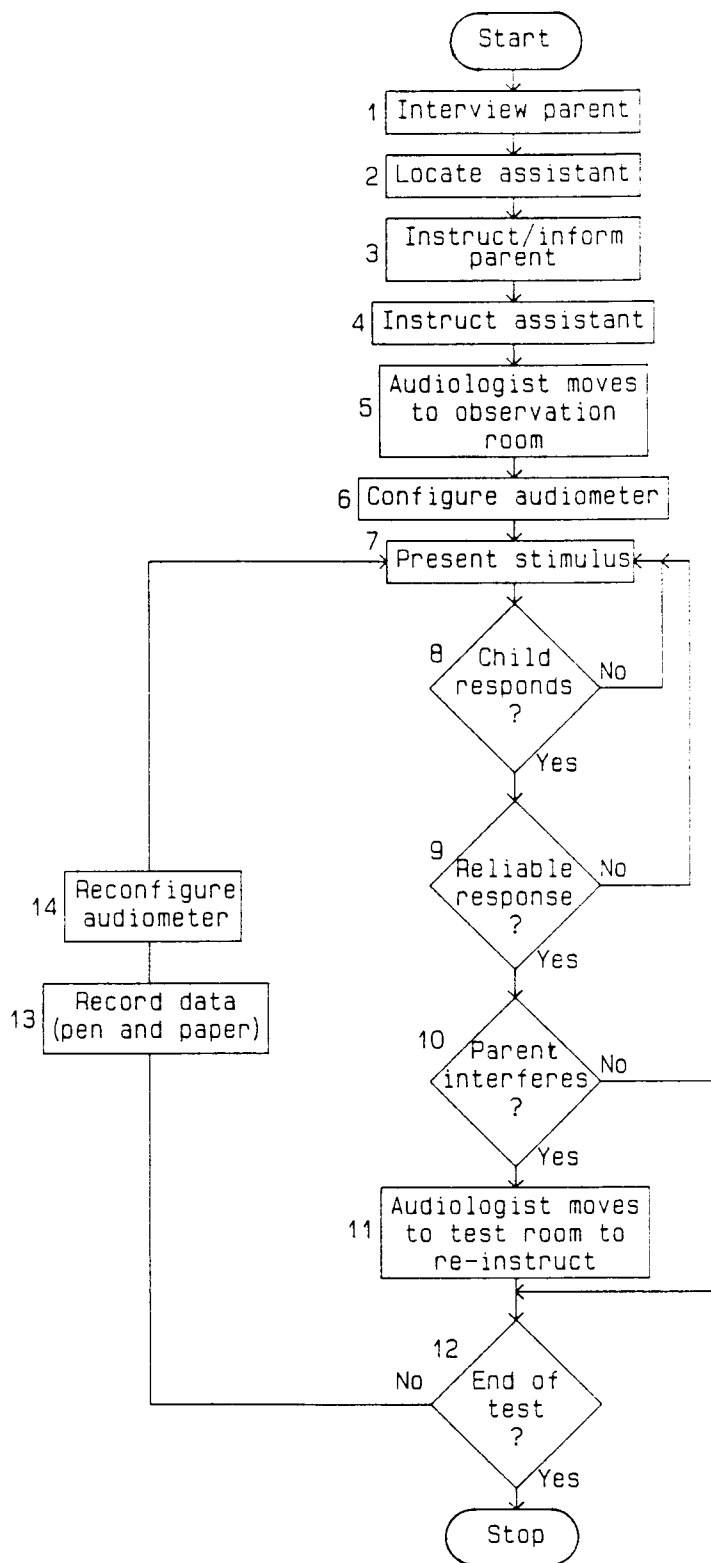 Start
1
Interview parent
2
Locate assistant
3
Instruct/inform
parent
4
Instruct assistant
5
Audiologist moves
to observation
room
6
Configure audiometer
7
Present stimulus
8
Child
responds
?
No
Yes
9
Reliable
response
?
No
Yes
10
Parent
interferes
?
No
Yes
11
Audiologist moves
to test room to
re-instruct
12
End of
test
?
No
Yes
13
Record data
(pen and paper)
14
Reconfigure
audiometer
Stop